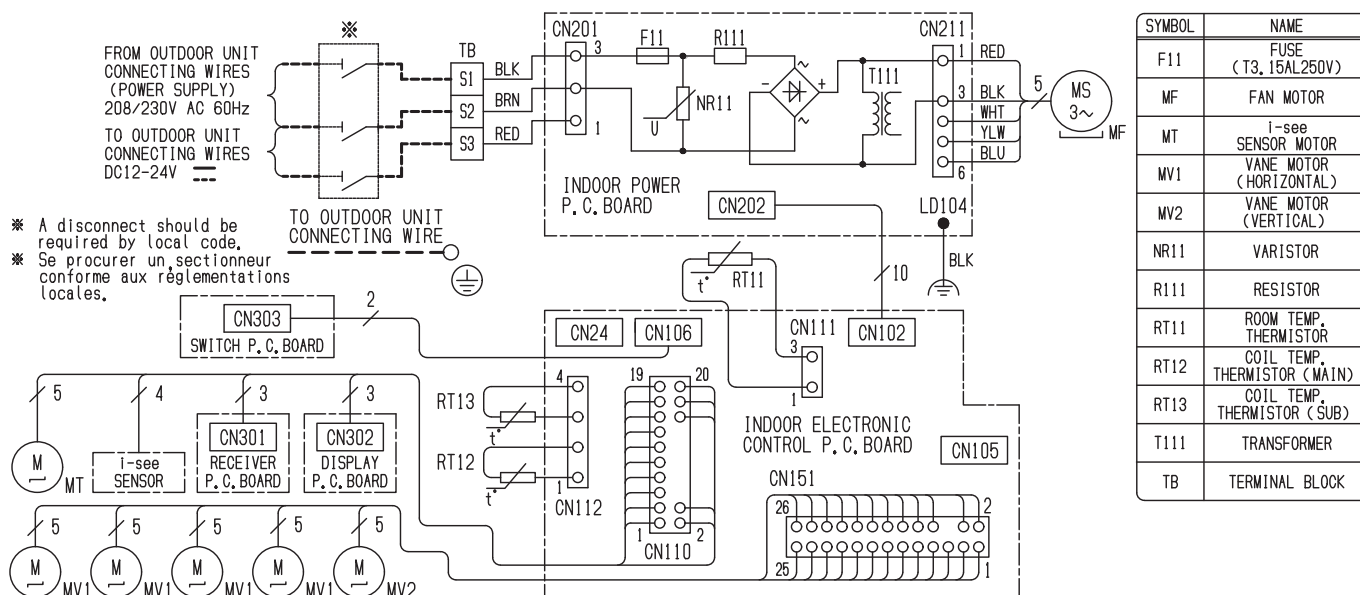 FROM OUTDOOR UNIT
CONNECTING WIRES
(POWER SUPPLY)
208/230V AC 60Hz
TO OUTDOOR UNIT
CONNECTING WIRES
DC12-24V
※
TB
S1
S2
S3
BLK
BRN
RED
CN201
3
1
F11
R111
NR11
U
~
-
+
~
T111
CN211
1
3
6
RED
BLK
WHT
YLW
BLU
5
MS
3~
MF
INDOOR POWER
P.C.BOARD
CN202
LD104
BLK
10
TO OUTDOOR UNIT
CONNECTING WIRE
※ A disconnect should be
required by local code.
※ Se procurer un sectionneur
conforme aux réglementations
locales.
t°
RT11
CN303
SWITCH P.C.BOARD
2
CN24
CN106
CN111
3
1
CN102
5
4
3
3
M
MT
i-see
SENSOR
CN301
RECEIVER
P.C.BOARD
CN302
DISPLAY
P.C.BOARD
RT13
t°
RT12
t°
4
1
CN112
19
20
1
2
CN110
INDOOR ELECTRONIC
CONTROL P.C.BOARD
CN105
CN151
26
2
25
1
5
5
5
5
5
M
MV1
M
MV1
M
MV1
M
MV1
M
MV2
SYMBOL NAME
F11 FUSE
(T3.15AL250V)
MF FAN MOTOR
MT i-see
SENSOR MOTOR
MV1 VANE MOTOR
(HORIZONTAL)
MV2 VANE MOTOR
(VERTICAL)
NR11 VARISTOR
R111 RESISTOR
RT11 ROOM TEMP.
THERMISTOR
RT12 COIL TEMP.
THERMISTOR (MAIN)
RT13 COIL TEMP.
THERMISTOR (SUB)
T111 TRANSFORMER
TB TERMINAL BLOCK